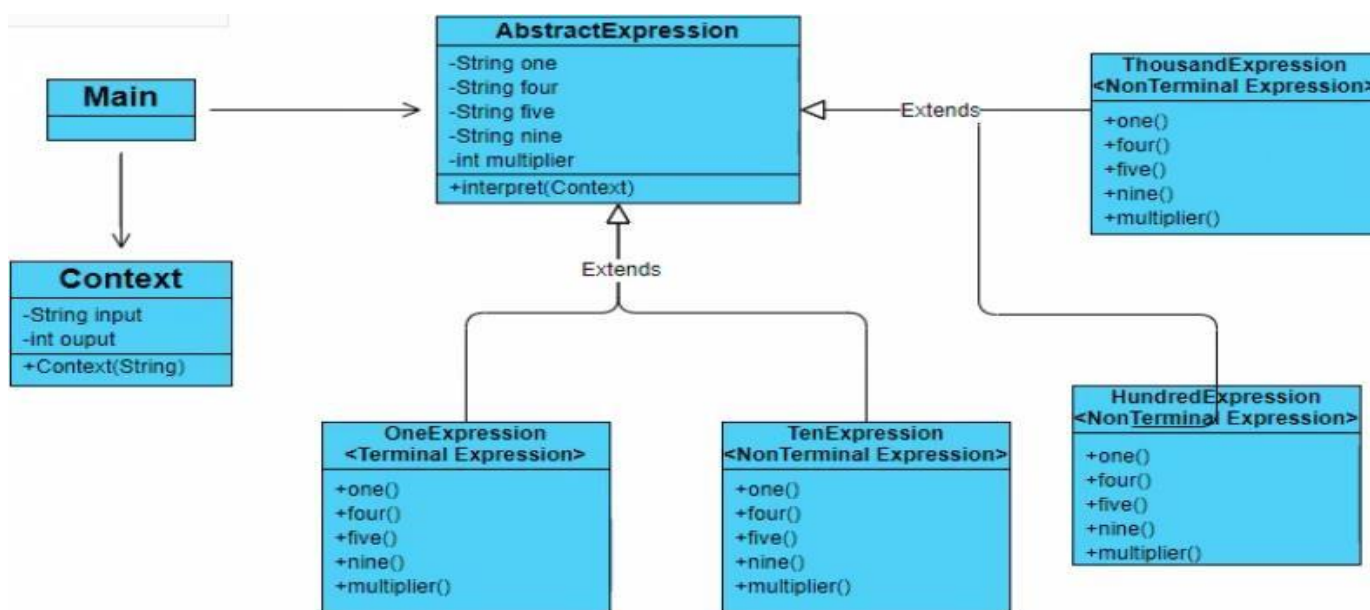 AbstractExpression
-String one
-String four
-String five
-String nine
-int multiplier
+interpret(Context)
Main
ThousandExpression
<NonTerminal Expression>
+one()
+four()
+five()
+nine()
+multiplier()
Extends
Extends
Context
-String input
-int ouput
+Context(String)
OneExpression
<Terminal Expression>
+one()
+four()
+five()
+nine()
+multiplier()
TenExpression
<NonTerminal Expression>
+one()
+four()
+five()
+nine()
+multiplier()
HundredExpression
<NonTerminal Expression>
+one()
+four()
+five()
+nine()
+multiplier()